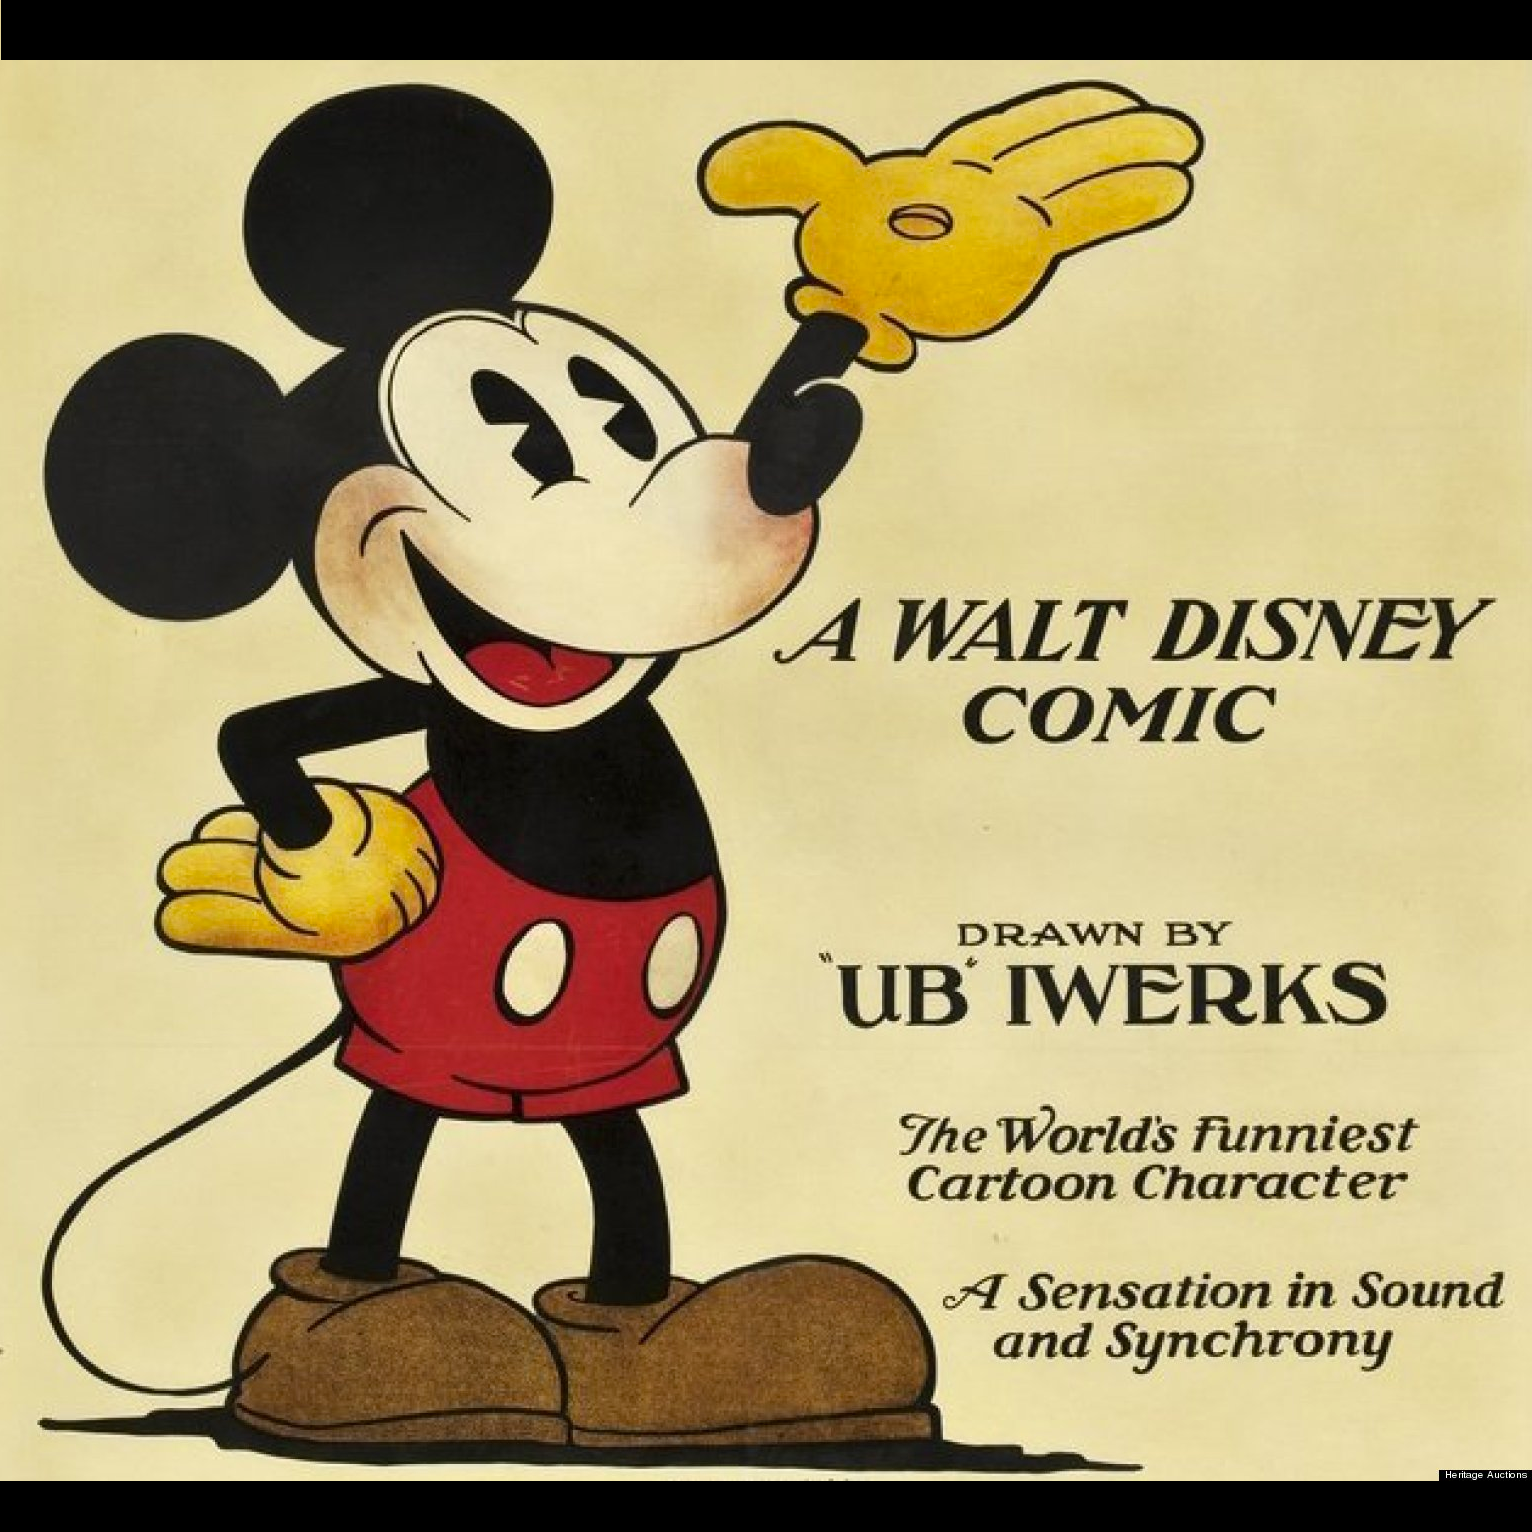 A WALT DISNEY
COMIC
DRAWN BY
"UB" IWERKS
The World's Funniest
Cartoon Character
A Sensation in Sound
and Synchrony
Heritage Auctions